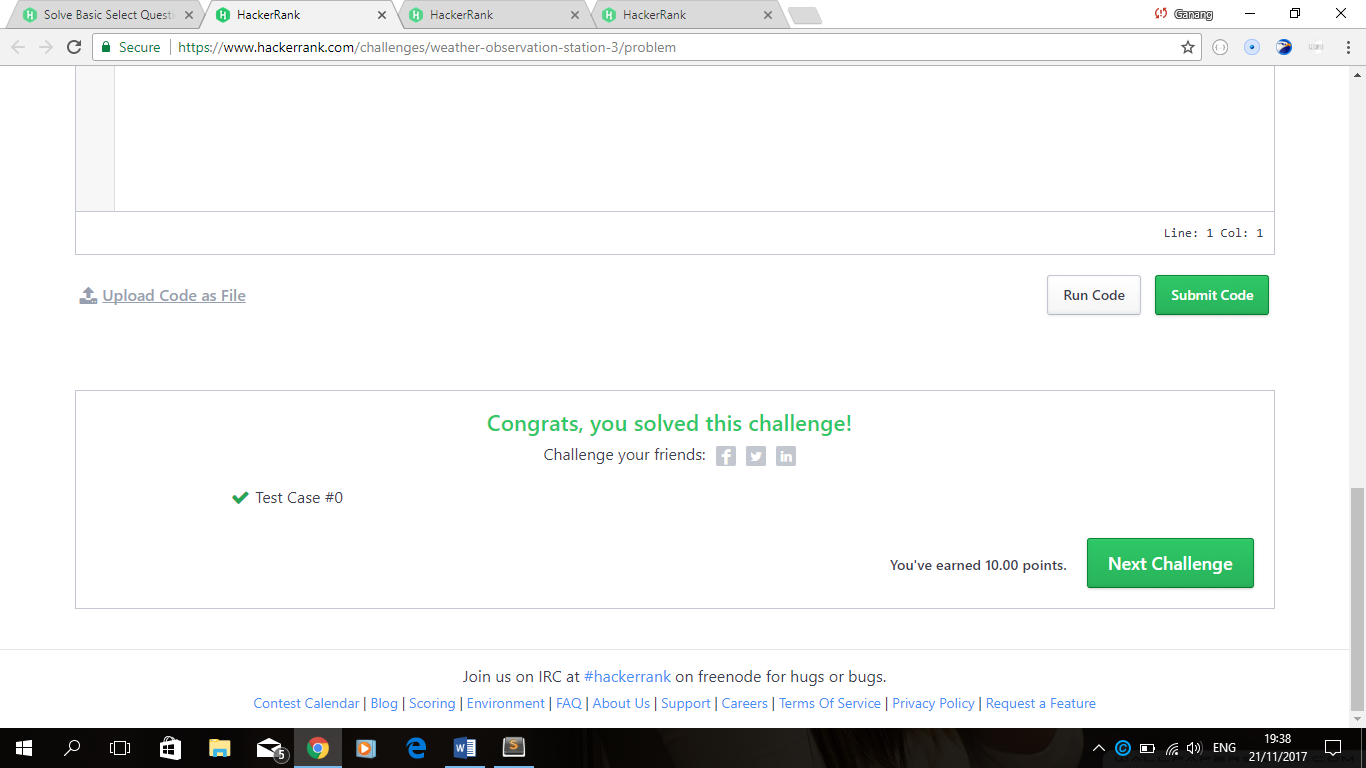 Solve Basic Select Questi
HackerRank
HackerRank
HackerRank
Ganang
Secure
https://www.hackerrank.com/challenges/weather-observation-station-3/problem
Line: 1 Col: 1
Upload Code as File
Run Code
Submit Code
Congrats, you solved this challenge!
Challenge your friends:
Test Case #0
You've earned 10.00 points.
Next Challenge
Join us on IRC at #hackerrank on freenode for hugs or bugs.
Contest Calendar | Blog | Scoring | Environment | FAQ | About Us | Support | Careers | Terms Of Service | Privacy Policy | Request a Feature
5
ENG
19:38
21/11/2017